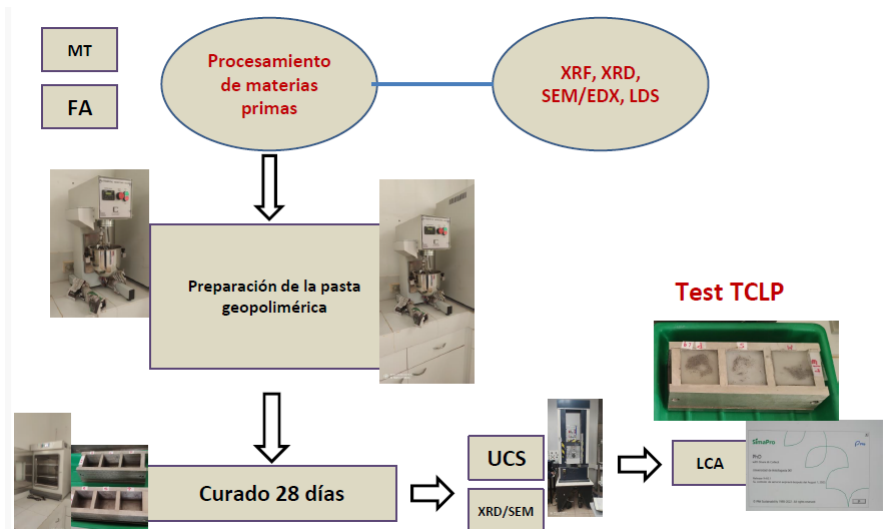 MT
FA
Procesamiento
de materias
primas
XRF, XRD,
SEM/EDX, LDS
Preparación de la pasta
geopolimérica
Test TCLP
Curado 28 días
UCS
XRD/SEM
LCA
SimaPro
PhD